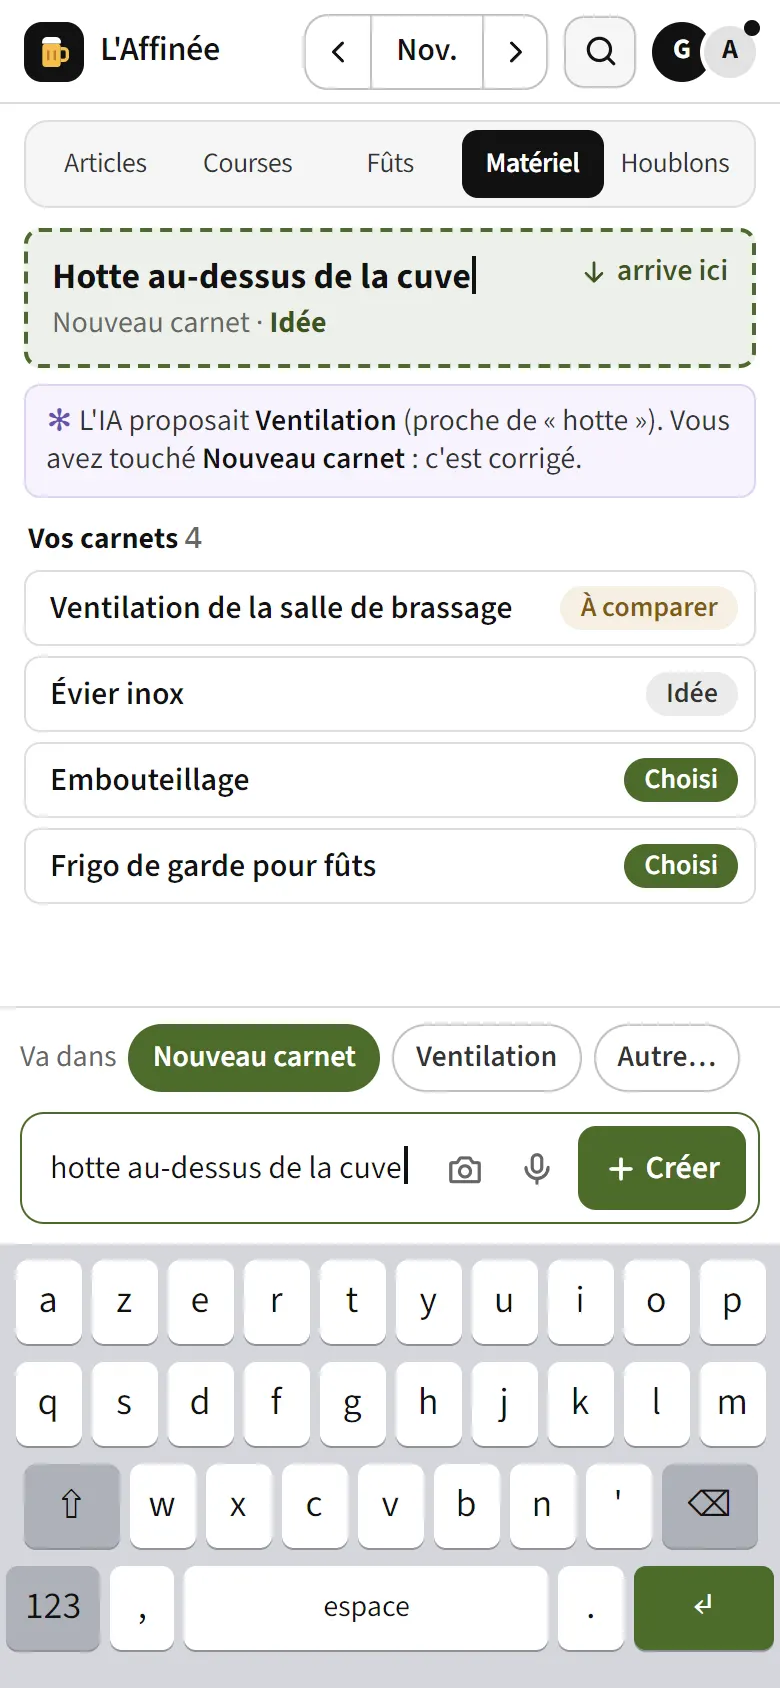 L'Affinée
Nov.
G
A
Articles
Courses
Fûts
Matériel
Houblons
Hotte au-dessus de la cuve
↓ arrive ici
Nouveau carnet · Idée
✻ L'IA proposait Ventilation (proche de « hotte »). Vous
avez touché Nouveau carnet : c'est corrigé.
Vos carnets 4
Ventilation de la salle de brassage
À comparer
Évier inox
Idée
Embouteillage
Choisi
Frigo de garde pour fûts
Choisi
Va dans
Nouveau carnet
Ventilation
Autre…
hotte au-dessus de la cuve
+ Créer
a z e r t y u i o p
q s d f g h j k l m
⇧ w x c v b n ' ⌫
123 , espace . ↵